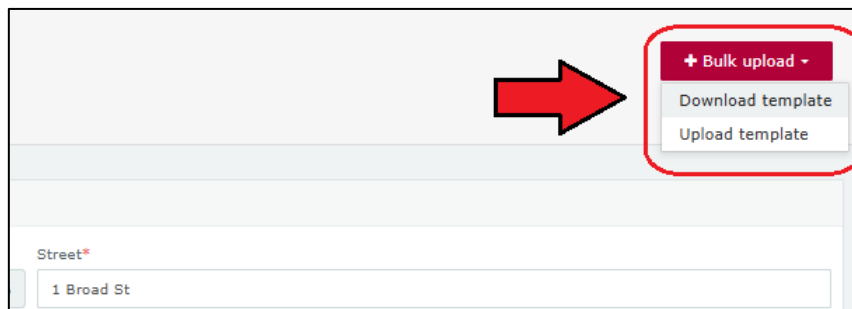 + Bulk upload
Download template
Upload template
Street*
1 Broad St